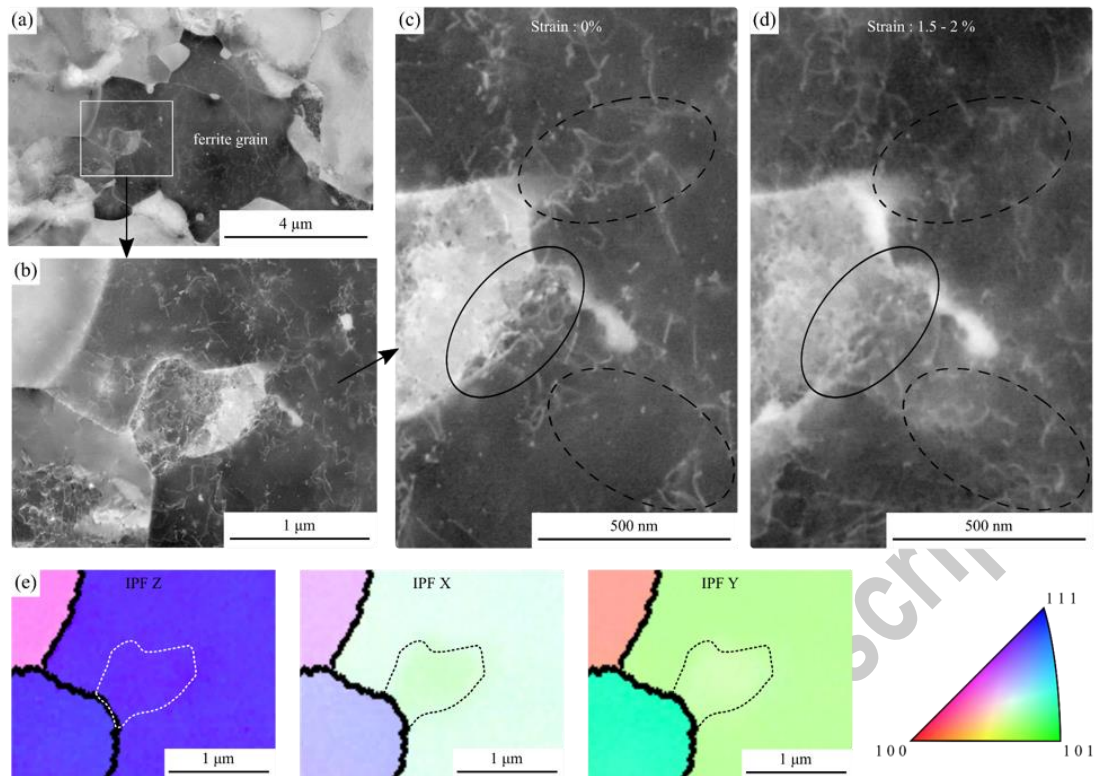 (a)
ferrite grain
4 µm
(b)
1 µm
(c)
Strain : 0%
500 nm
(d)
Strain : 1.5 - 2 %
500 nm
(e)
IPF Z
1 µm
IPF X
1 µm
IPF Y
1 µm
1 1 1
1 0 0
1 0 1
script